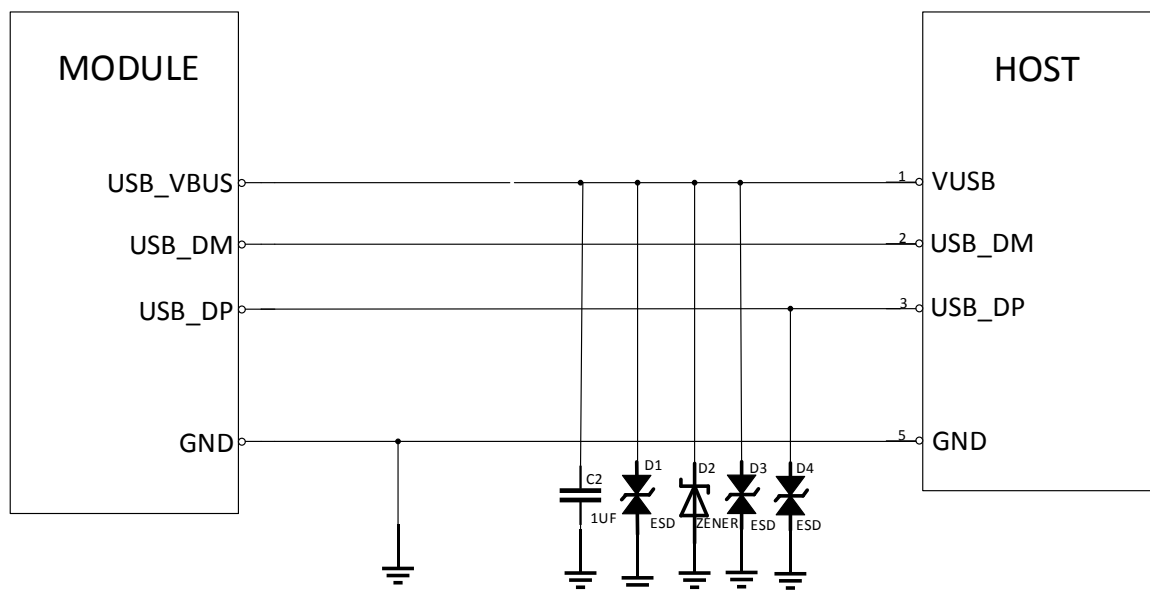 MODULE
HOST
USB_VBUS
1
VUSB
USB_DM
2
USB_DM
USB_DP
3
USB_DP
GND
5
GND
C2
1UF
D1
ESD
D2
ZENER
D3
ESD
D4
ESD